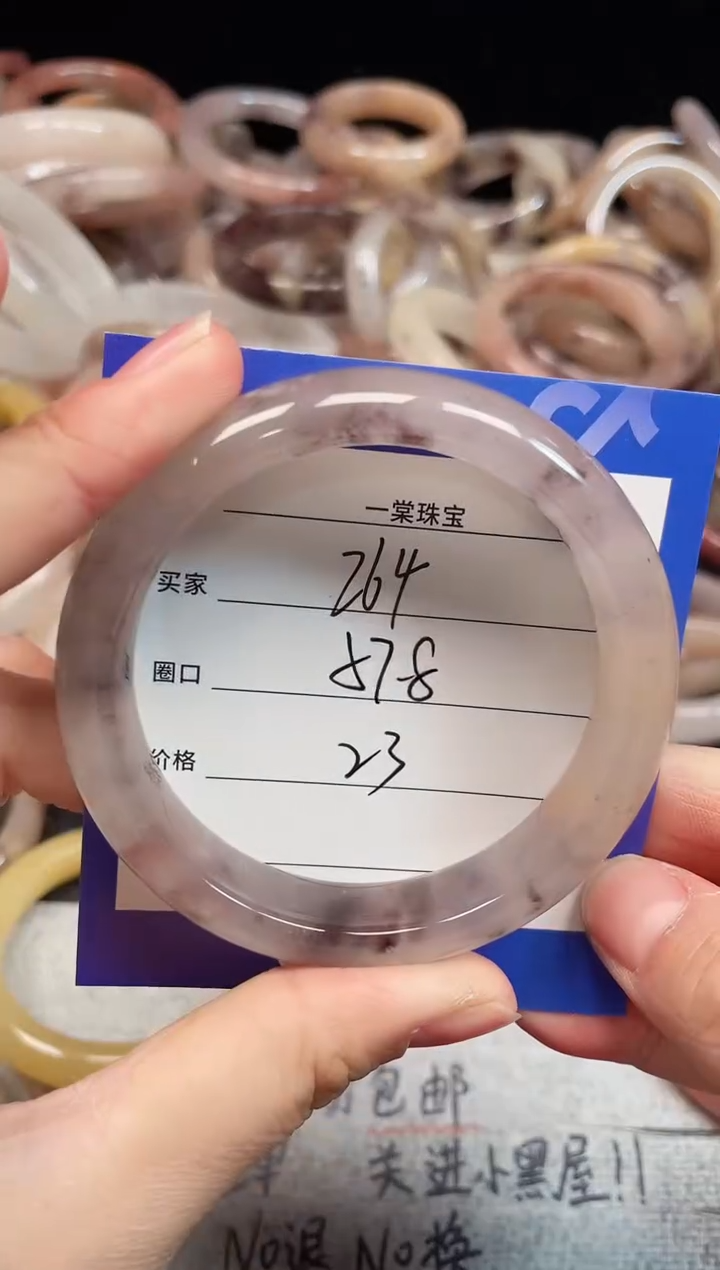 一棠珠宝
买家 264
圈口 57-8
价格 23
包邮
关进小黑屋!!
No退 No换